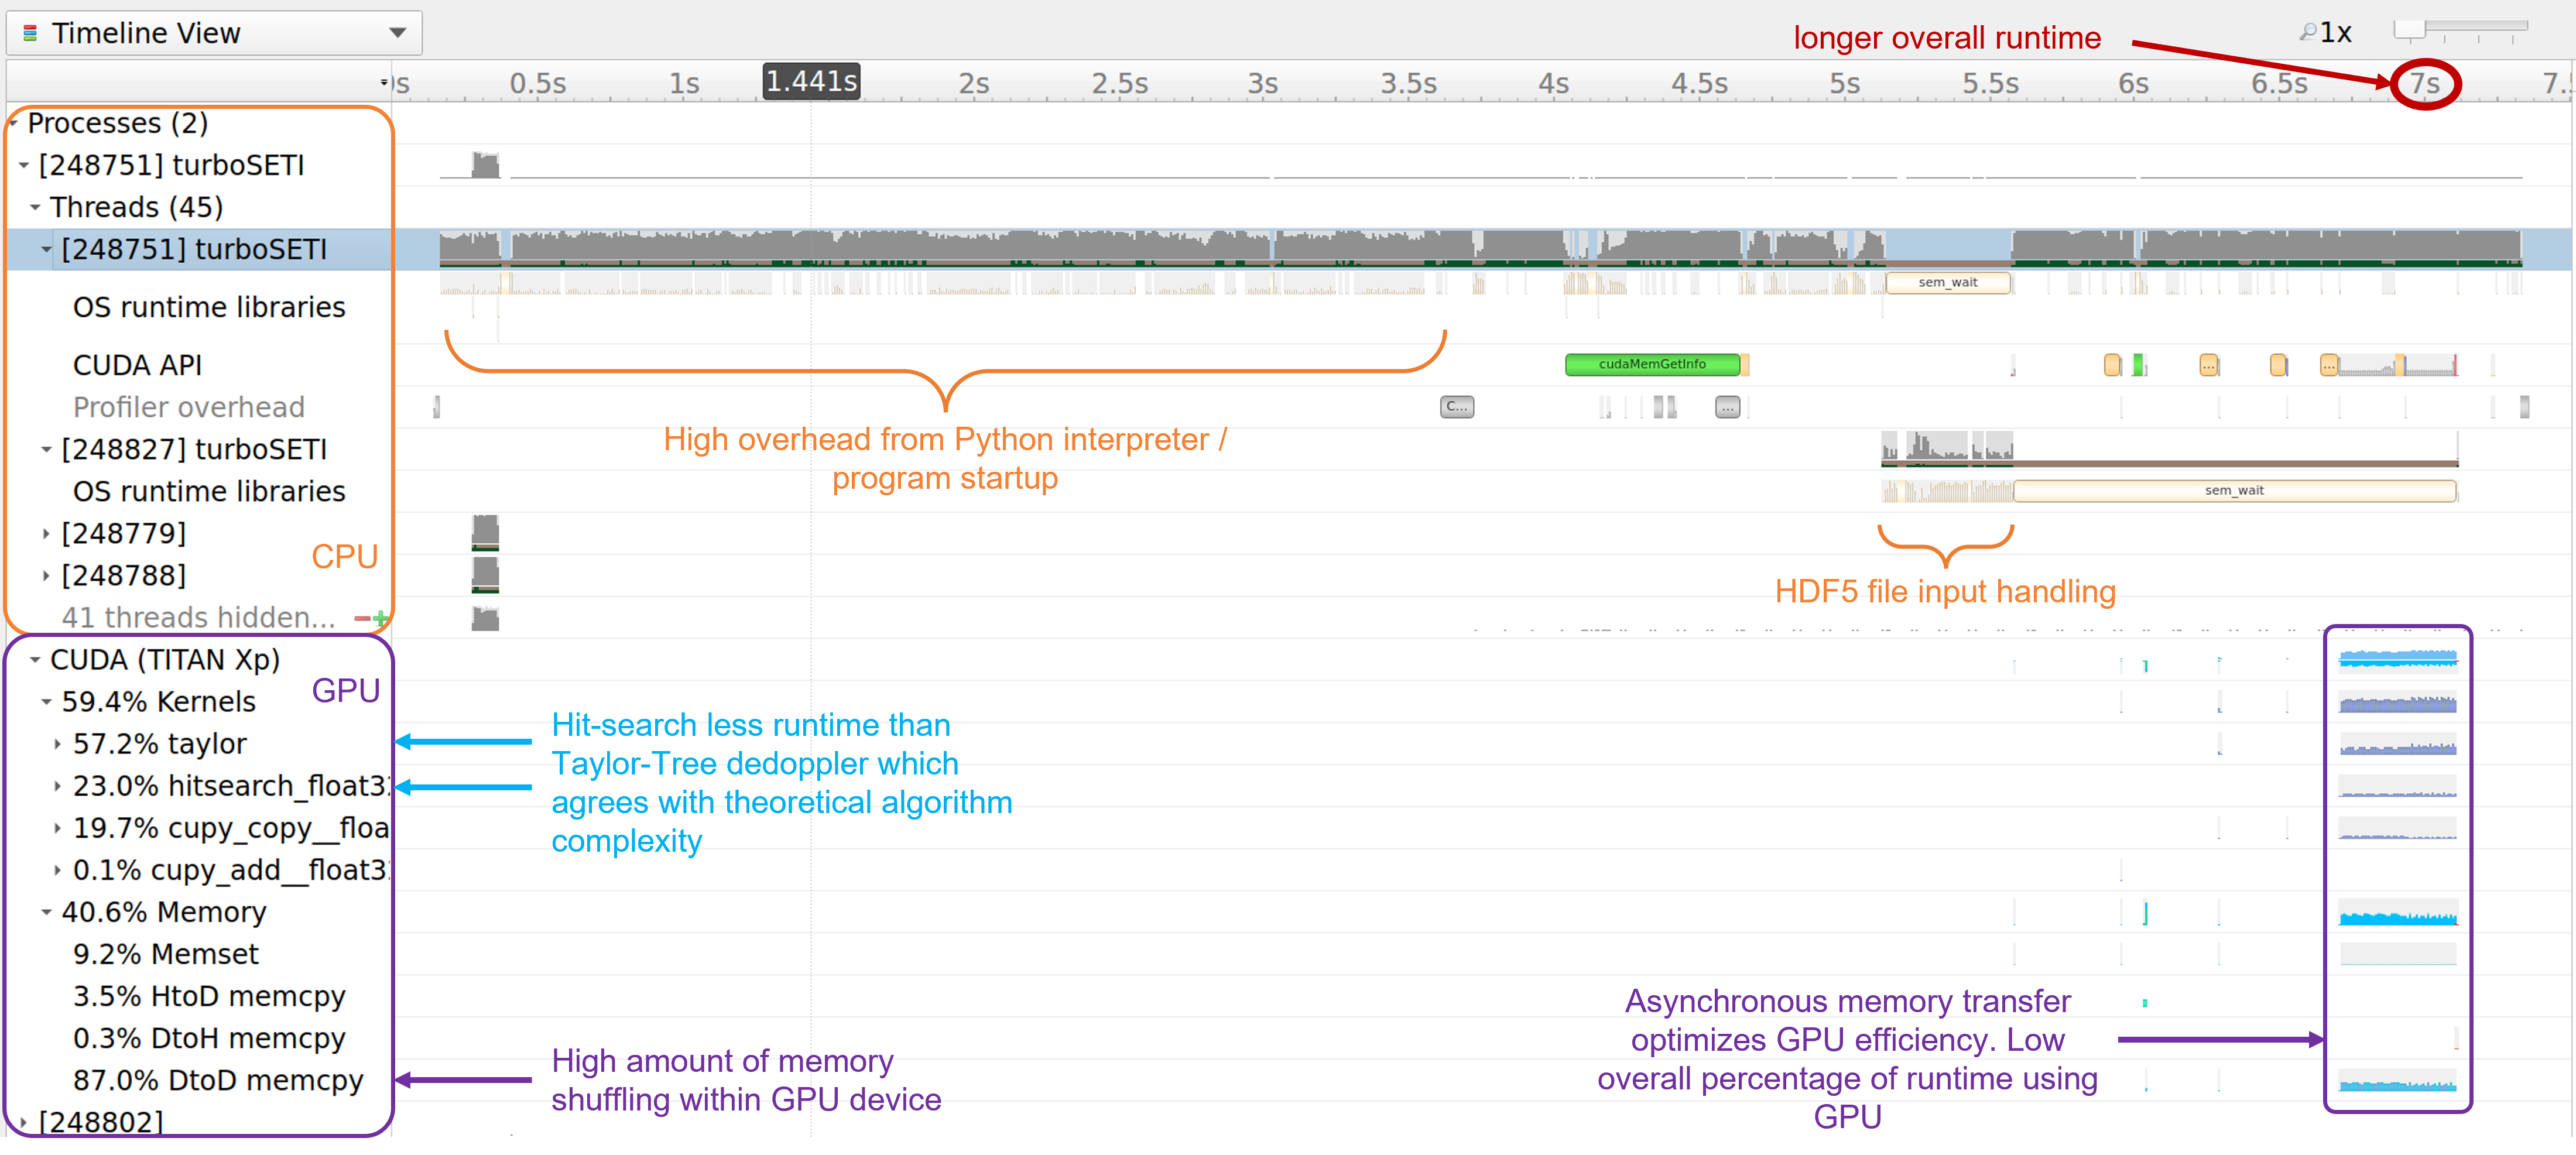 Timeline View
longer overall runtime
1x
0.5s 1s 1.441s 2s 2.5s 3s 3.5s 4s 4.5s 5s 5.5s 6s 6.5s 7s
Processes (2)
[248751] turboSETI
Threads (45)
[248751] turboSETI
OS runtime libraries
sem_wait
CUDA API
cudaMemGetInfo
... ...
Profiler overhead
C... ...
High overhead from Python interpreter /
program startup
[248827] turboSETI
OS runtime libraries
sem_wait
[248779]
CPU
[248788]
HDF5 file input handling
41 threads hidden...
CUDA (TITAN Xp)
GPU
59.4% Kernels
57.2% taylor
23.0% hitsearch_float3
19.7% cupy_copy__floa
0.1% cupy_add__float3
Hit-search less runtime than
Taylor-Tree dedoppler which
agrees with theoretical algorithm
complexity
40.6% Memory
9.2% Memset
3.5% HtoD memcpy
0.3% DtoH memcpy
87.0% DtoD memcpy
High amount of memory
shuffling within GPU device
Asynchronous memory transfer
optimizes GPU efficiency. Low
overall percentage of runtime using
GPU
[248802]